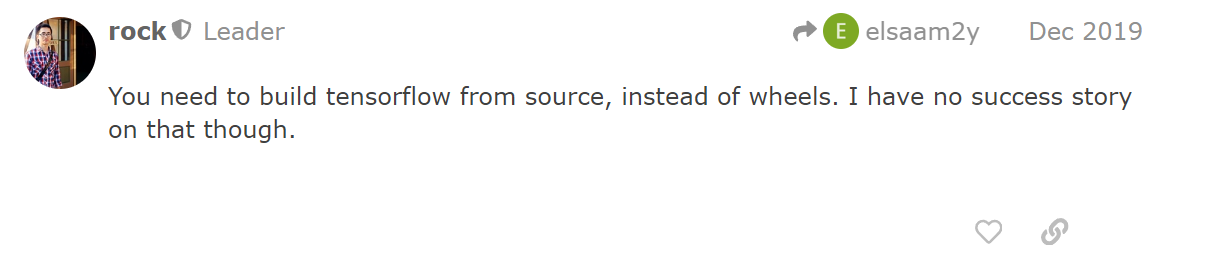 rock Leader E elsaam2y Dec 2019
You need to build tensorflow from source, instead of wheels. I have no success story
on that though.